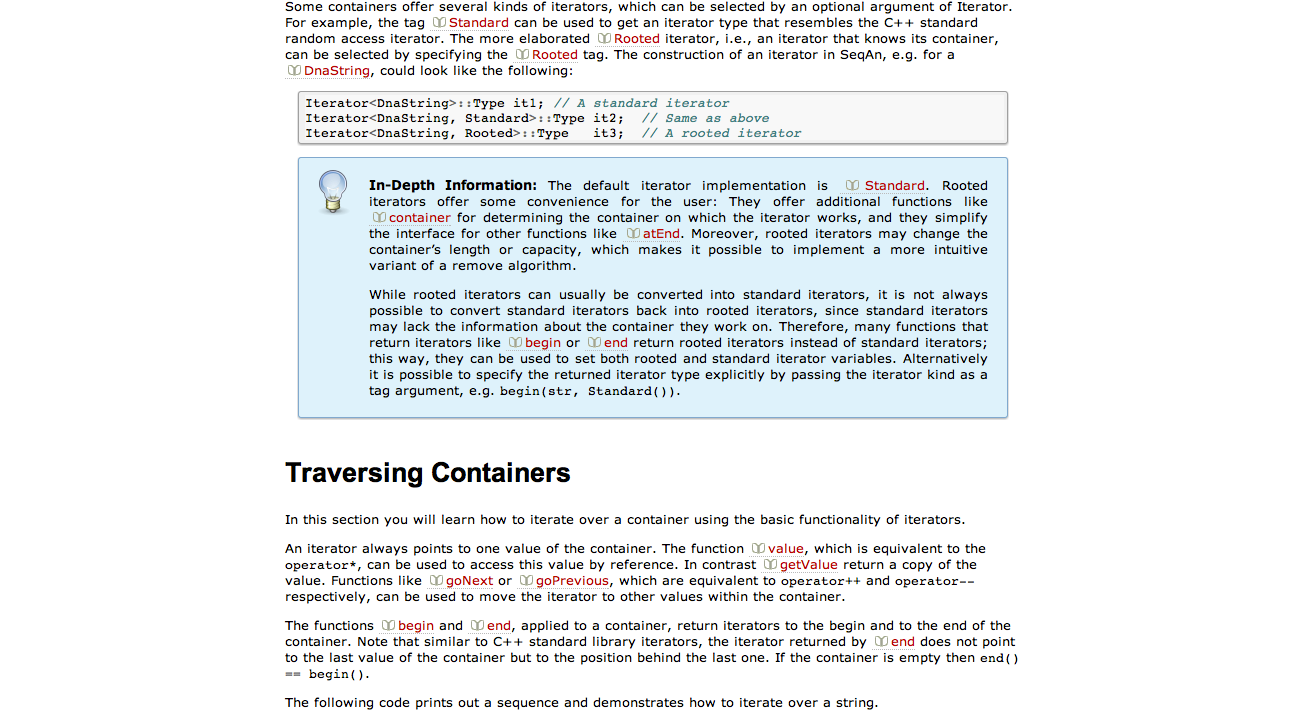 Some containers offer several kinds of iterators, which can be selected by an optional argument of Iterator.
For example, the tag Standard can be used to get an iterator type that resembles the C++ standard
random access iterator. The more elaborated Rooted iterator, i.e., an iterator that knows its container,
can be selected by specifying the Rooted tag. The construction of an iterator in SeqAn, e.g. for a
DnaString, could look like the following:
Iterator<DnaString>::Type it1; // A standard iterator
Iterator<DnaString, Standard>::Type it2;  // Same as above
Iterator<DnaString, Rooted>::Type   it3;  // A rooted iterator
In-Depth Information: The default iterator implementation is Standard. Rooted
iterators offer some convenience for the user: They offer additional functions like
container for determining the container on which the iterator works, and they simplify
the interface for other functions like atEnd. Moreover, rooted iterators may change the
container’s length or capacity, which makes it possible to implement a more intuitive
variant of a remove algorithm.
While rooted iterators can usually be converted into standard iterators, it is not always
possible to convert standard iterators back into rooted iterators, since standard iterators
may lack the information about the container they work on. Therefore, many functions that
return iterators like begin or end return rooted iterators instead of standard iterators;
this way, they can be used to set both rooted and standard iterator variables. Alternatively
it is possible to specify the returned iterator type explicitly by passing the iterator kind as a
tag argument, e.g. begin(str, Standard()).
Traversing Containers
In this section you will learn how to iterate over a container using the basic functionality of iterators.
An iterator always points to one value of the container. The function value, which is equivalent to the
operator*, can be used to access this value by reference. In contrast getValue return a copy of the
value. Functions like goNext or goPrevious, which are equivalent to operator++ and operator--
respectively, can be used to move the iterator to other values within the container.
The functions begin and end, applied to a container, return iterators to the begin and to the end of the
container. Note that similar to C++ standard library iterators, the iterator returned by end does not point
to the last value of the container but to the position behind the last one. If the container is empty then end()
== begin().
The following code prints out a sequence and demonstrates how to iterate over a string.